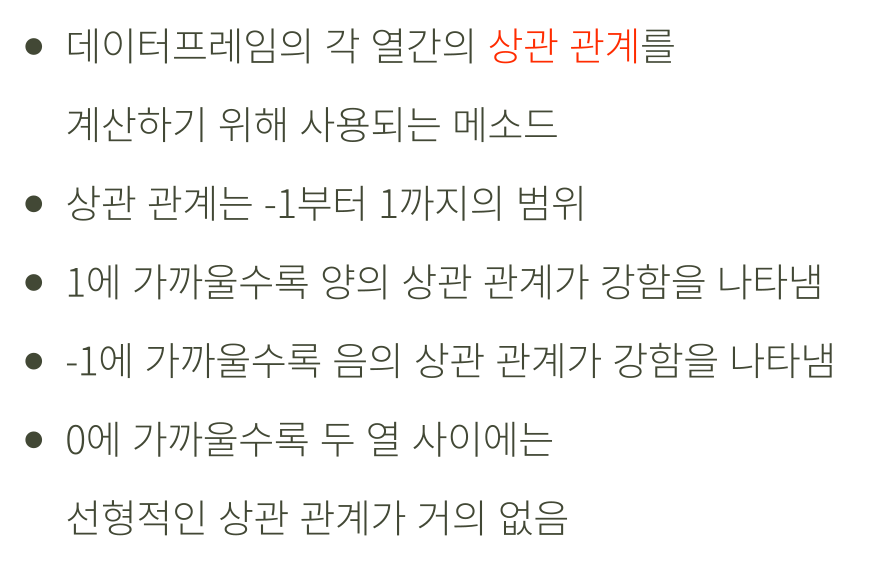 ● 데이터프레임의 각 열간의 상관 관계를
계산하기 위해 사용되는 메소드
● 상관 관계는 -1부터 1까지의 범위
● 1에 가까울수록 양의 상관 관계가 강함을 나타냄
● -1에 가까울수록 음의 상관 관계가 강함을 나타냄
● 0에 가까울수록 두 열 사이에는
선형적인 상관 관계가 거의 없음